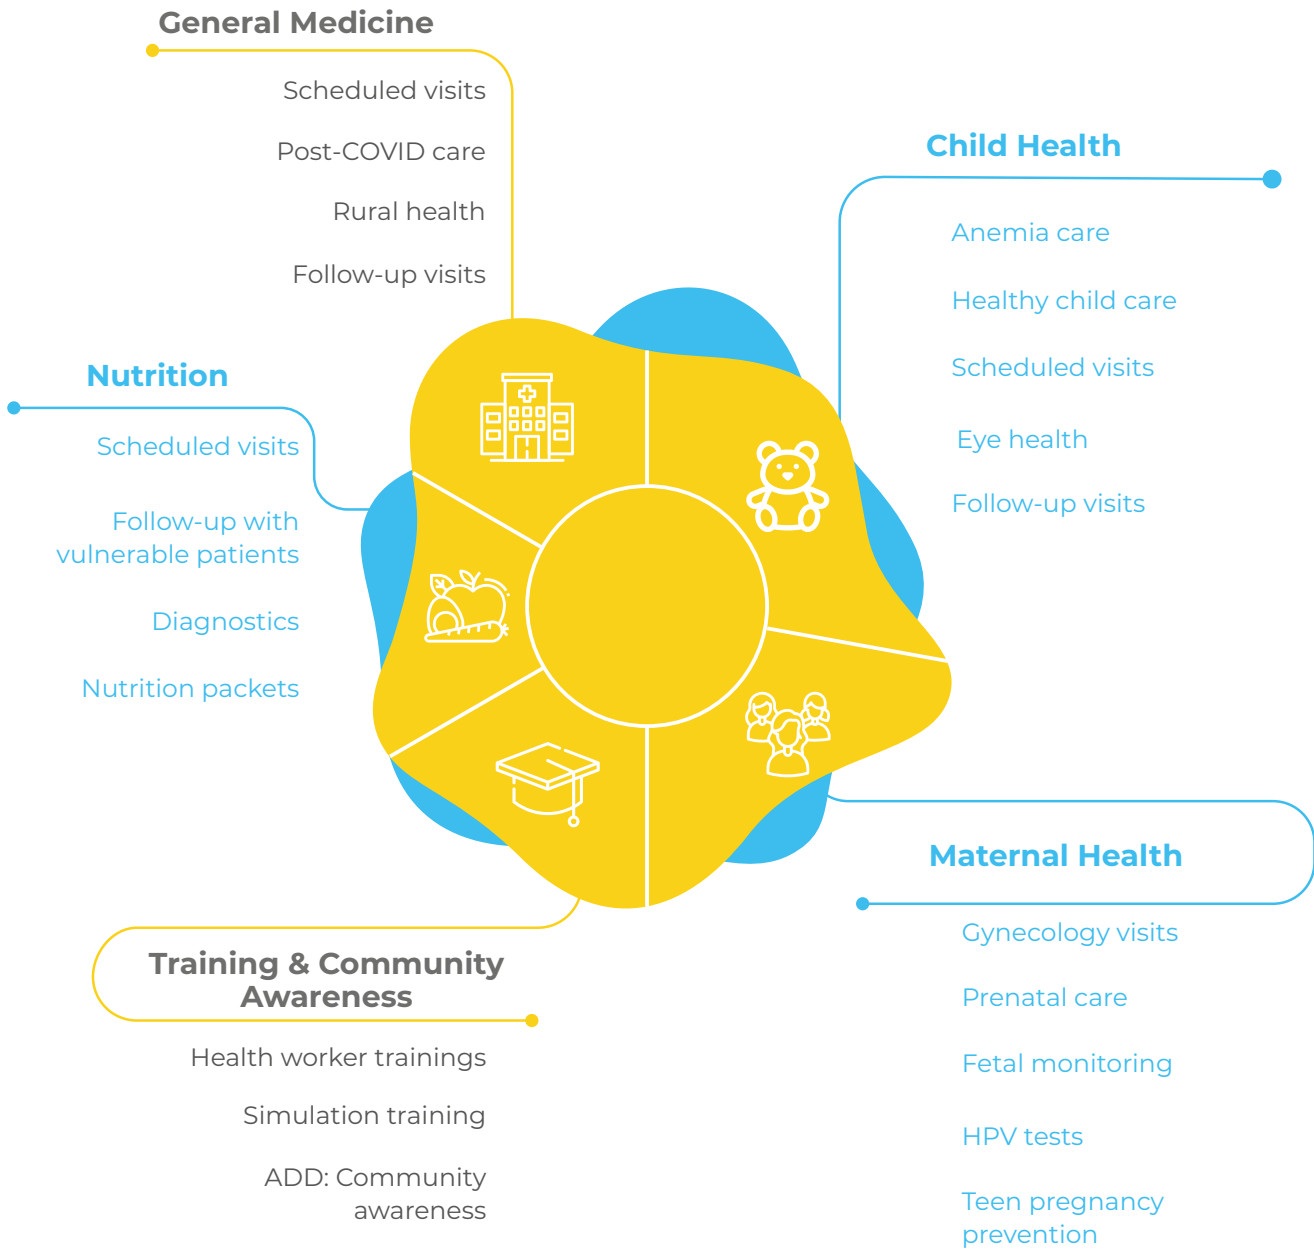 General Medicine
Scheduled visits
Post-COVID care
Rural health
Follow-up visits
Child Health
Anemia care
Healthy child care
Scheduled visits
Eye health
Follow-up visits
Nutrition
Scheduled visits
Follow-up with
vulnerable patients
Diagnostics
Nutrition packets
Maternal Health
Gynecology visits
Prenatal care
Fetal monitoring
HPV tests
Teen pregnancy
prevention
Training & Community
Awareness
Health worker trainings
Simulation training
ADD: Community
awareness